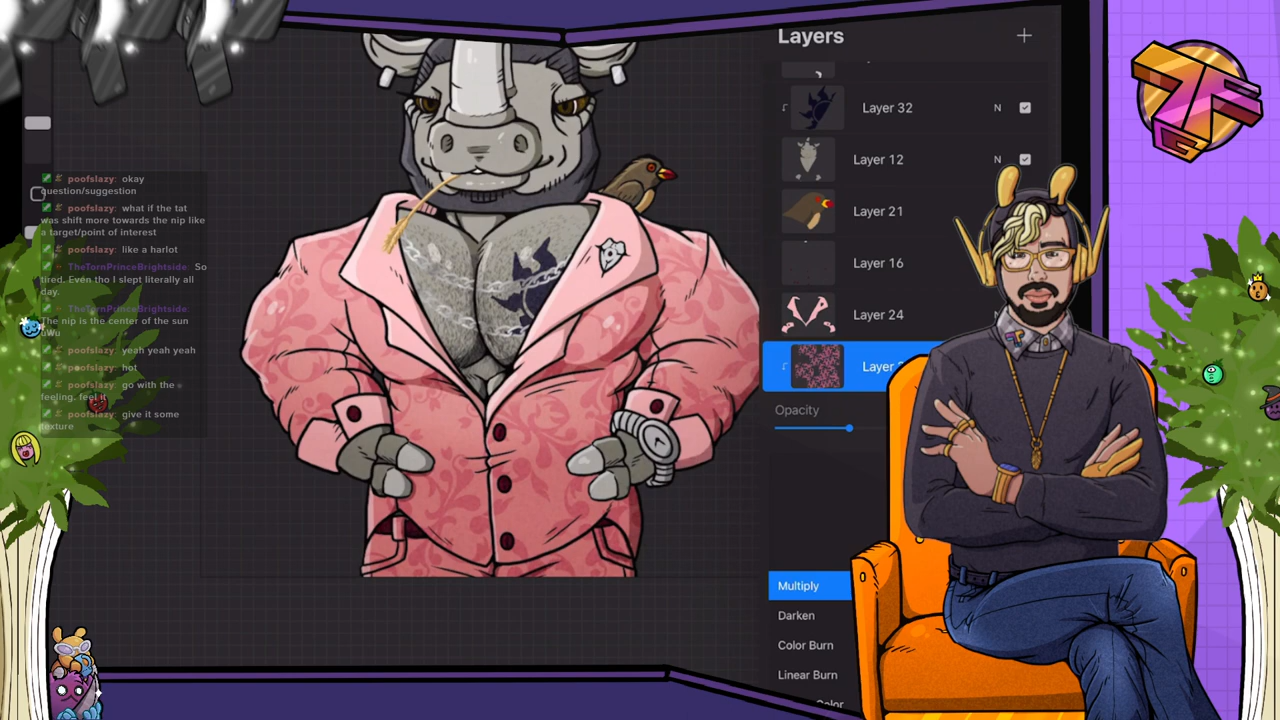 Layers
Layer 32
N
Layer 12
N
Layer 21
Layer 16
Layer 24
Layer
Opacity
Multiply
Darken
Color Burn
Linear Burn
Color
poofslazy: okay
question/suggestion
poofslazy: what if the tat
was shift more towards the nip like
a target/point of interest
poofslazy: like a harlot
TheTornPrinceBrightside: So
tired. Even tho I slept literally all
day.
TheTornPrinceBrightside:
The nip is the center of the sun
uWu
poofslazy: yeah yeah yeah
poofslazy: hot
poofslazy: go with the
feeling. feel it
poofslazy: give it some
texture